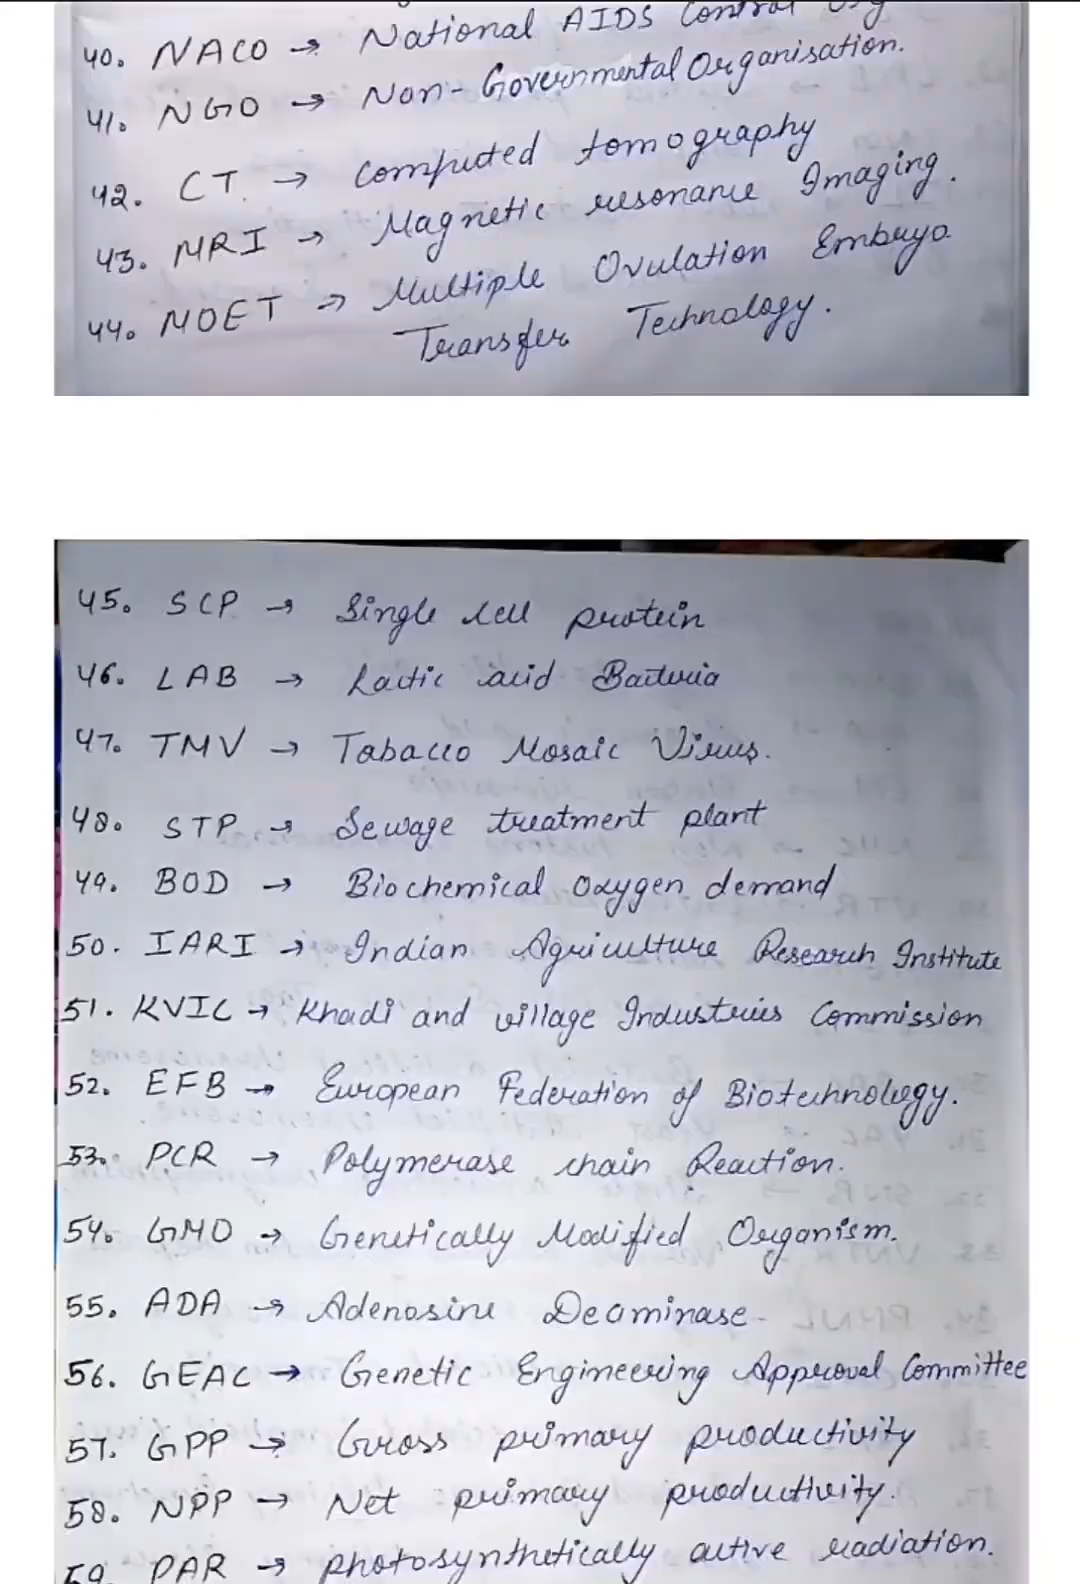 40. NACO → National AIDS Control Org
41. NGO → Non-Governmental Organisation.
42. CT → Computed tomography
43. MRI → Magnetic resonance Imaging.
44. MOET → Multiple Ovulation Embryo
Transfer Technology.
45. SCP → Single cell protein
46. LAB → Lactic acid Bacteria
47. TMV → Tabacco Mosaic Virus.
48. STP → Sewage treatment plant
49. BOD → Biochemical Oxygen demand
50. IARI → Indian Agriculture Research Institute
51. KVIC → Khadi and village Industries Commission
52. EFB → European Federation of Biotechnology.
53. PCR → Polymerase chain Reaction.
54. GMO → Genetically Modified Organism.
55. ADA → Adenosine Deaminase
56. GEAC → Genetic Engineering Approval Committee
57. GPP → Gross primary productivity
58. NPP → Net primary productivity.
59. PAR → photosynthetically active radiation.